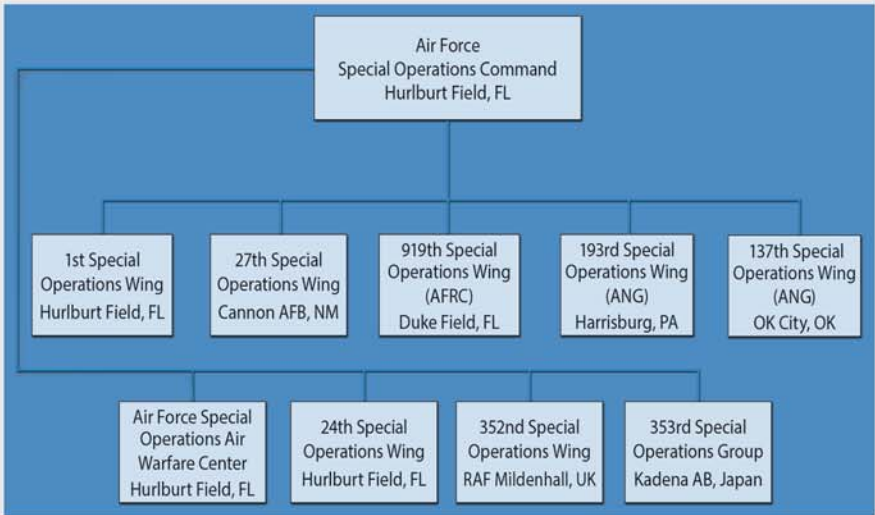 Air Force
Special Operations Command
Hurlburt Field, FL
1st Special
Operations Wing
Hurlburt Field, FL
27th Special
Operations Wing
Cannon AFB, NM
919th Special
Operations Wing
(AFRC)
Duke Field, FL
193rd Special
Operations Wing
(ANG)
Harrisburg, PA
137th Special
Operations Wing
(ANG)
OK City, OK
Air Force Special
Operations Air
Warfare Center
Hurlburt Field, FL
24th Special
Operations Wing
Hurlburt Field, FL
352nd Special
Operations Wing
RAF Mildenhall, UK
353rd Special
Operations Group
Kadena AB, Japan